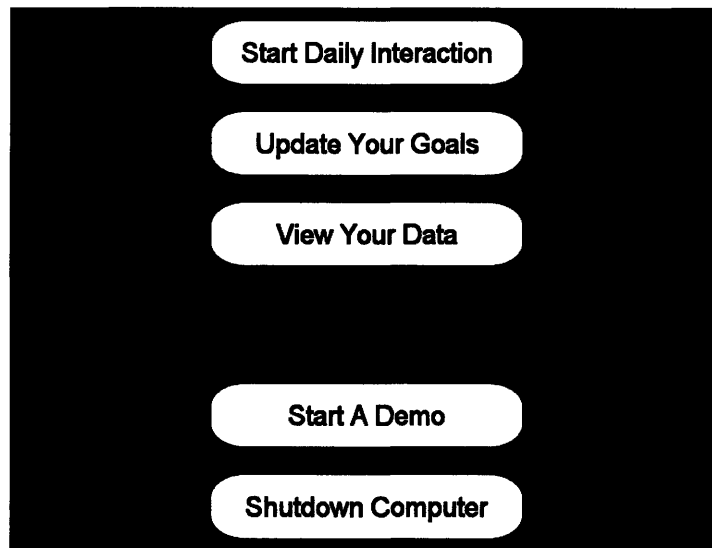 Start Daily Interaction
Update Your Goals
View Your Data
Start A Demo
Shutdown Computer